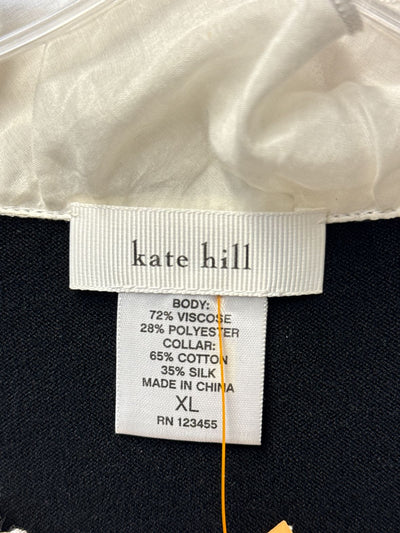 kate hill
BODY:
72% VISCOSE
28% POLYESTER
COLLAR:
65% COTTON
35% SILK
MADE IN CHINA
XL
RN 123455